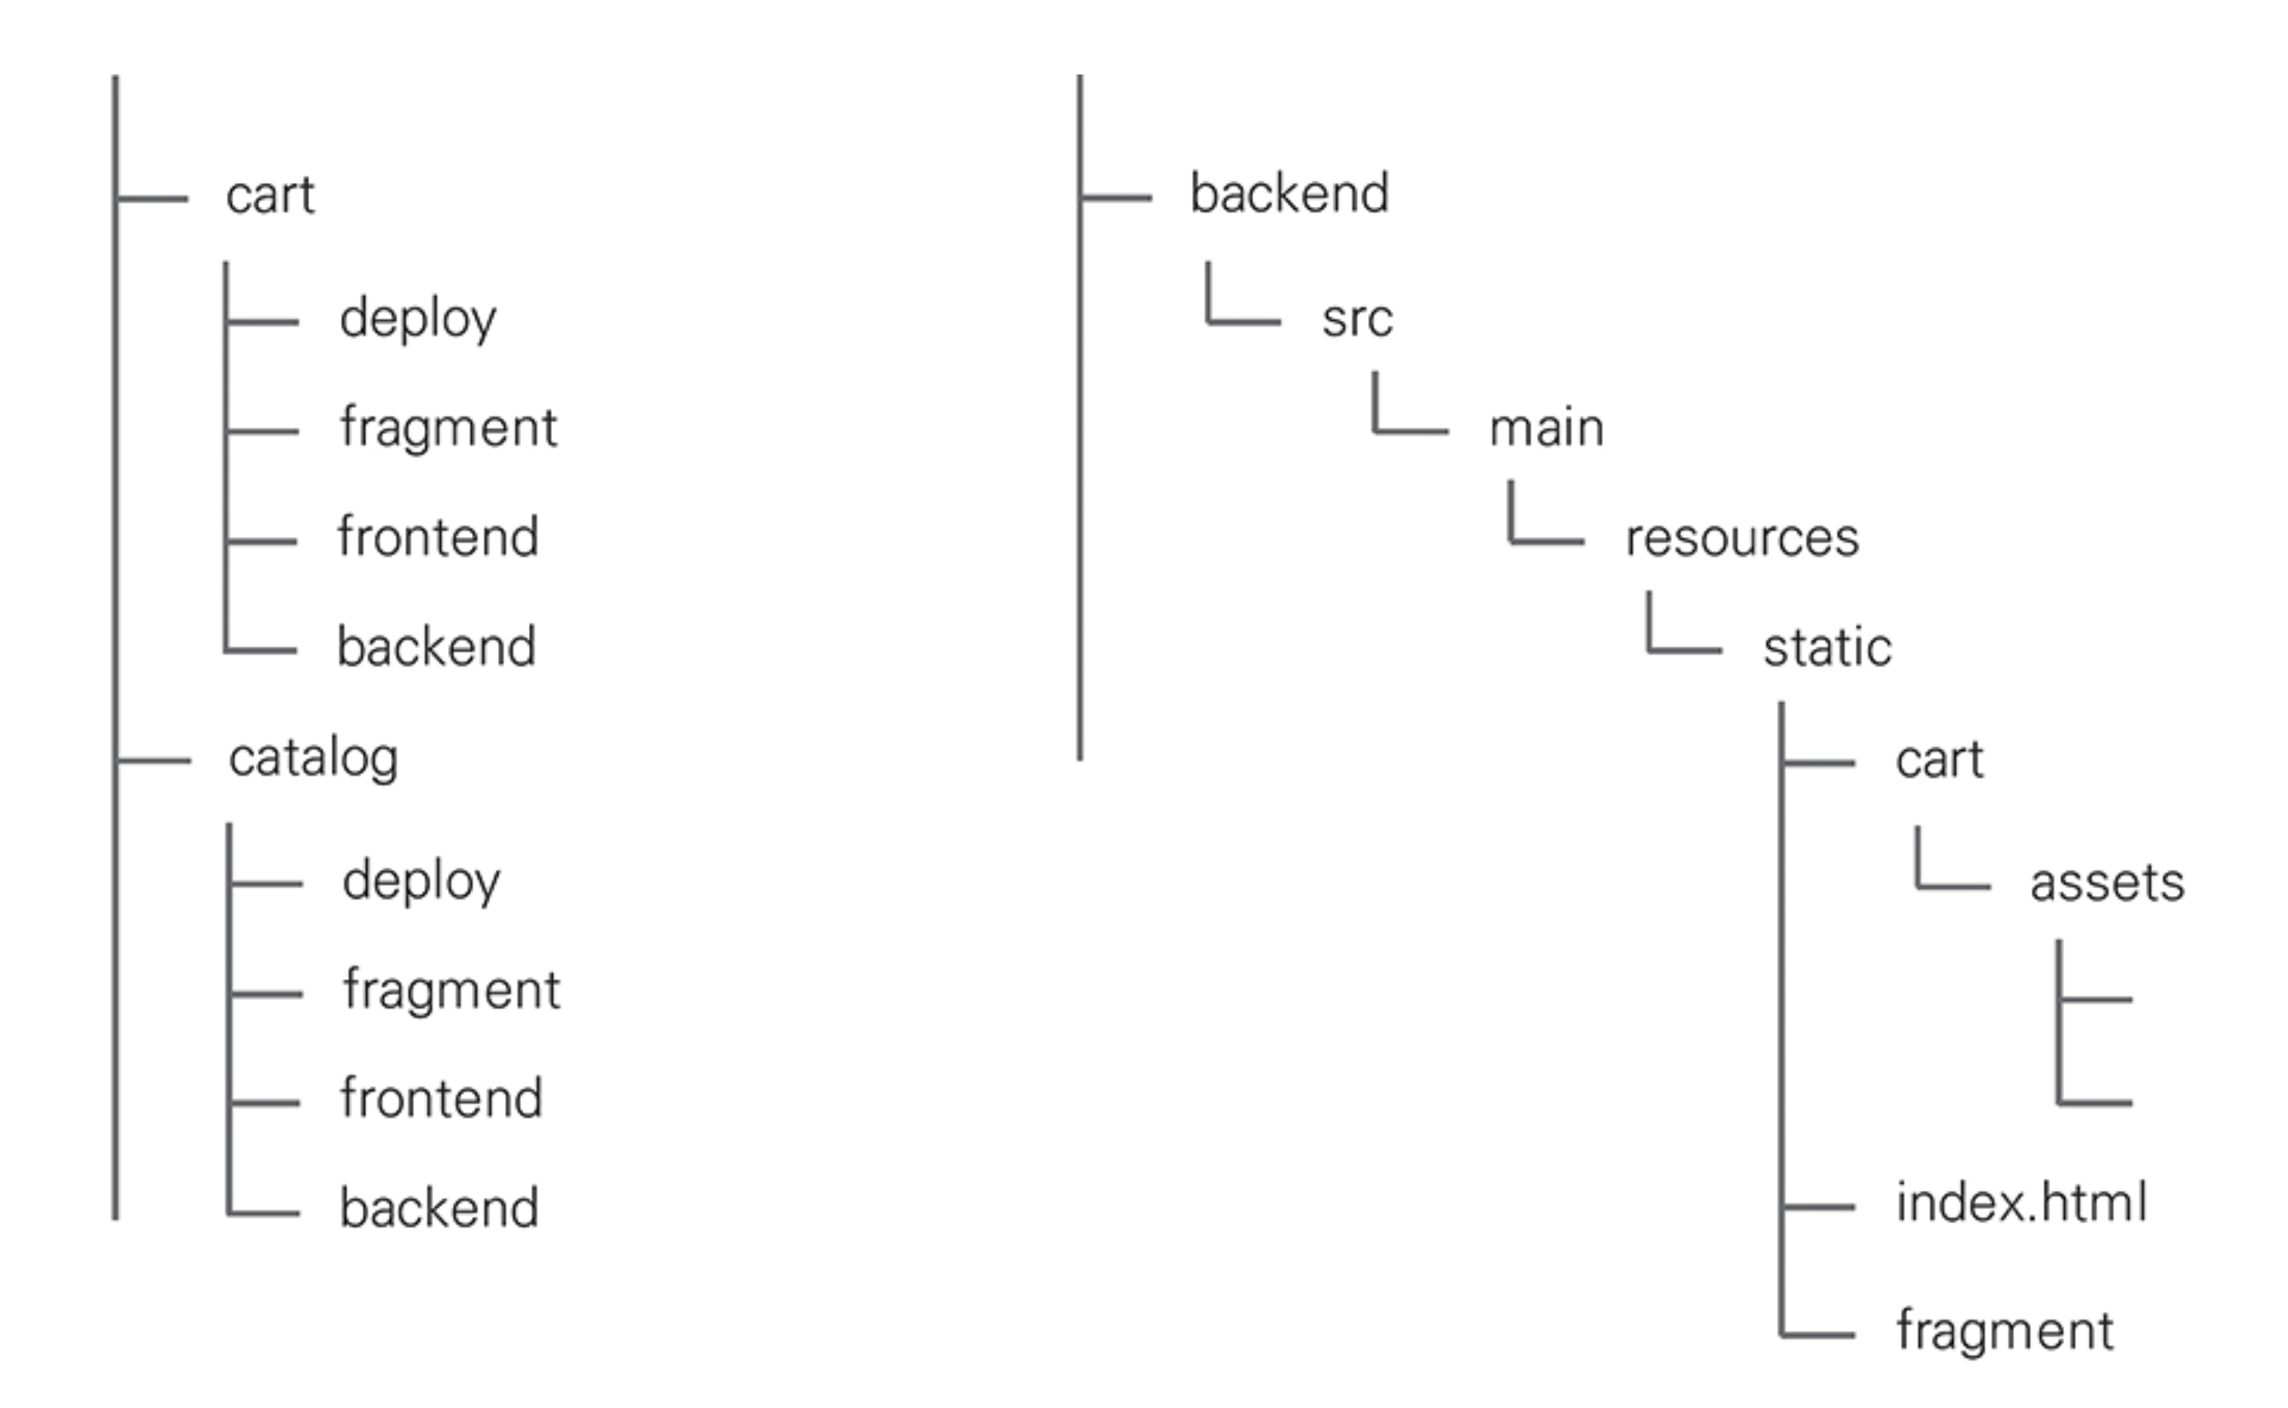 cart
deploy
fragment
frontend
backend
catalog
deploy
fragment
frontend
backend
backend
src
main
resources
static
cart
assets
index.html
fragment